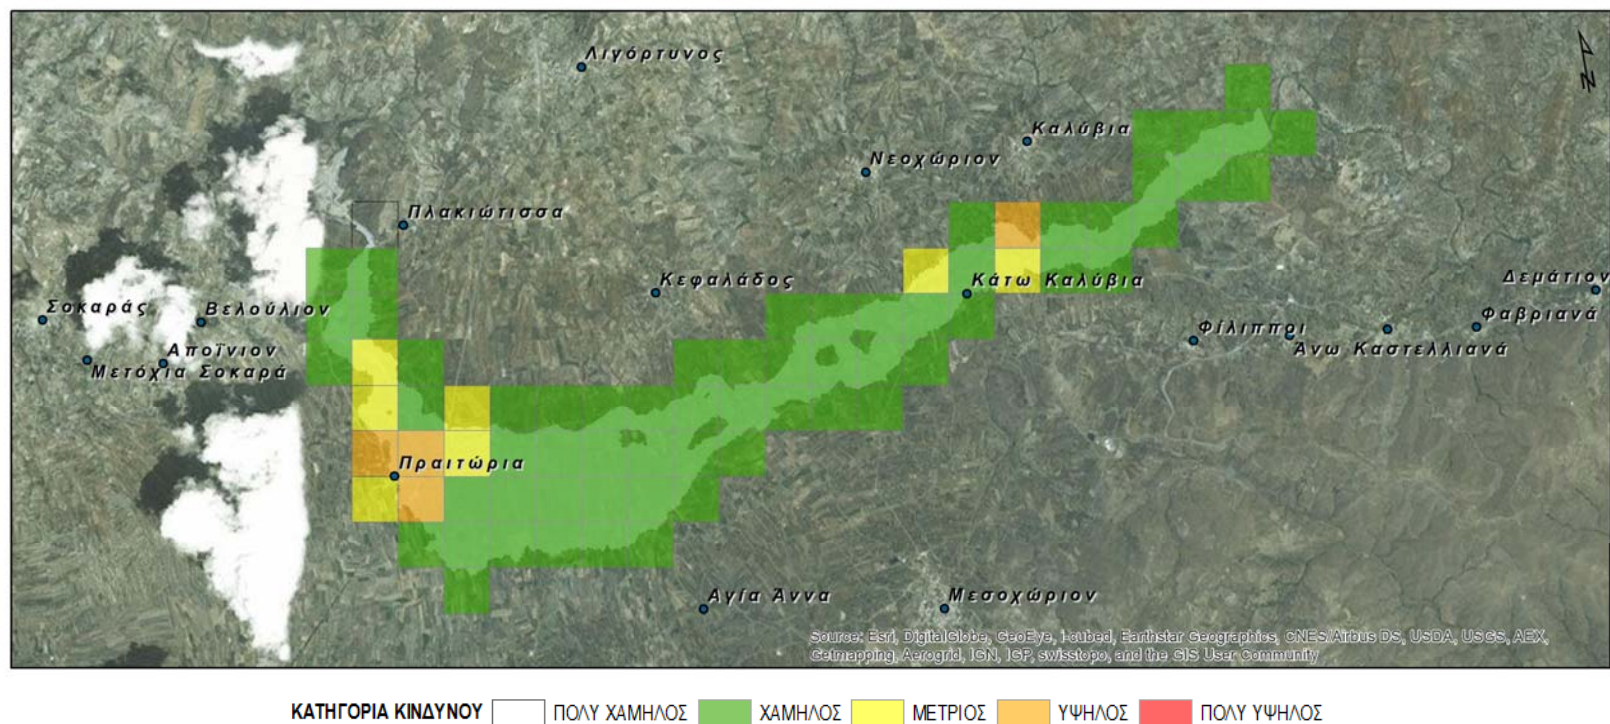 Λιγόρτυνος
Καλύβια
Νεοχώριον
Πλακιώτισσα
Κεφαλάδος
Κάτω Καλύβια
Δεμάτιον
Σοκαράς
Βελούλιον
Φίλιπποι
Φαβριανά
Αποΐνιον
Άνω Καστελλιανά
Μετόχια Σοκαρά
Πραιτώρια
Αγία Άννα
Μεσοχώριον
Source: Esri, DigitalGlobe, GeoEye, i-cubed, Earthstar Geographics, CNES/Airbus DS, USDA, USGS, AEX,
Getmapping, Aerogrid, IGN, IGP, swisstopo, and the GIS User Community
ΚΑΤΗΓΟΡΙΑ ΚΙΝΔΥΝΟΥ ΠΟΛΥ ΧΑΜΗΛΟΣ ΧΑΜΗΛΟΣ ΜΕΤΡΙΟΣ ΥΨΗΛΟΣ ΠΟΛΥ ΥΨΗΛΟΣ